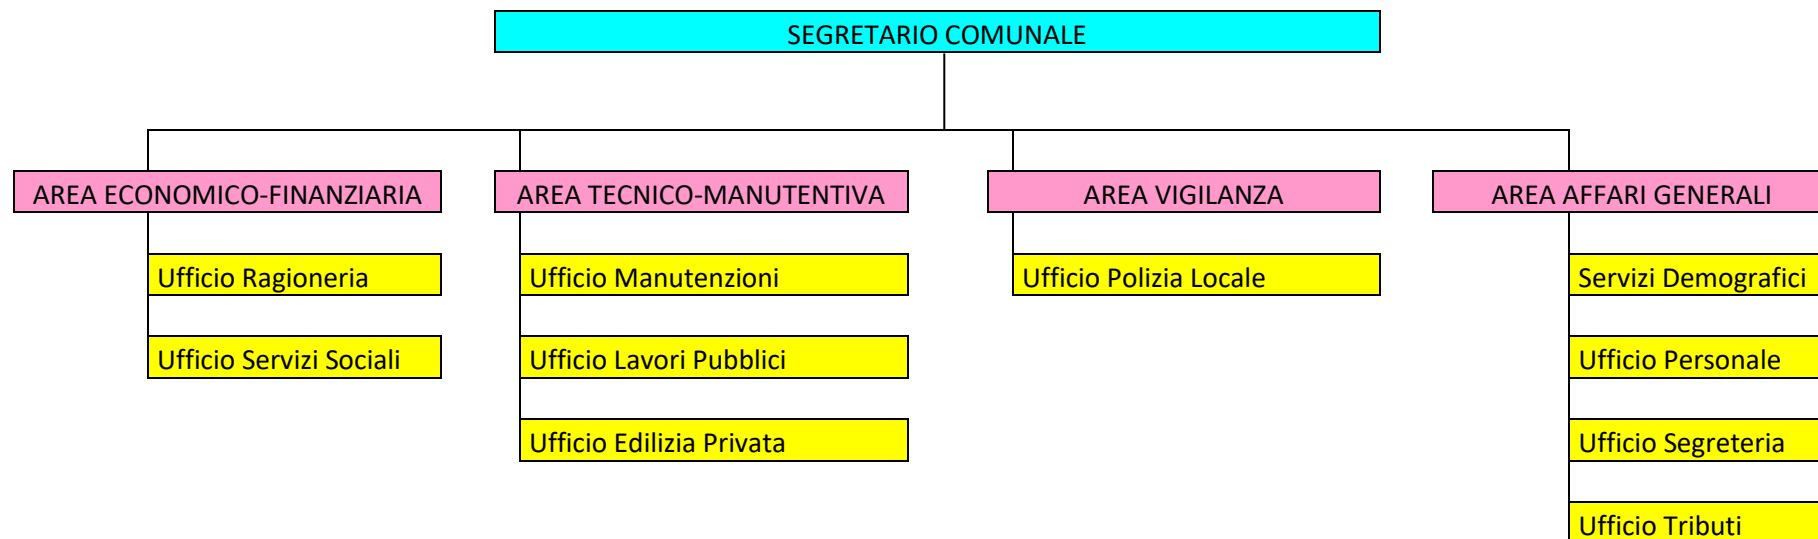 SEGRETARIO COMUNALE
AREA ECONOMICO-FINANZIARIA
AREA TECNICO-MANUTENTIVA
AREA VIGILANZA
AREA AFFARI GENERALI
Ufficio Ragioneria
Ufficio Manutenzioni
Ufficio Polizia Locale
Servizi Demografici
Ufficio Servizi Sociali
Ufficio Lavori Pubblici
Ufficio Personale
Ufficio Edilizia Privata
Ufficio Segreteria
Ufficio Tributi